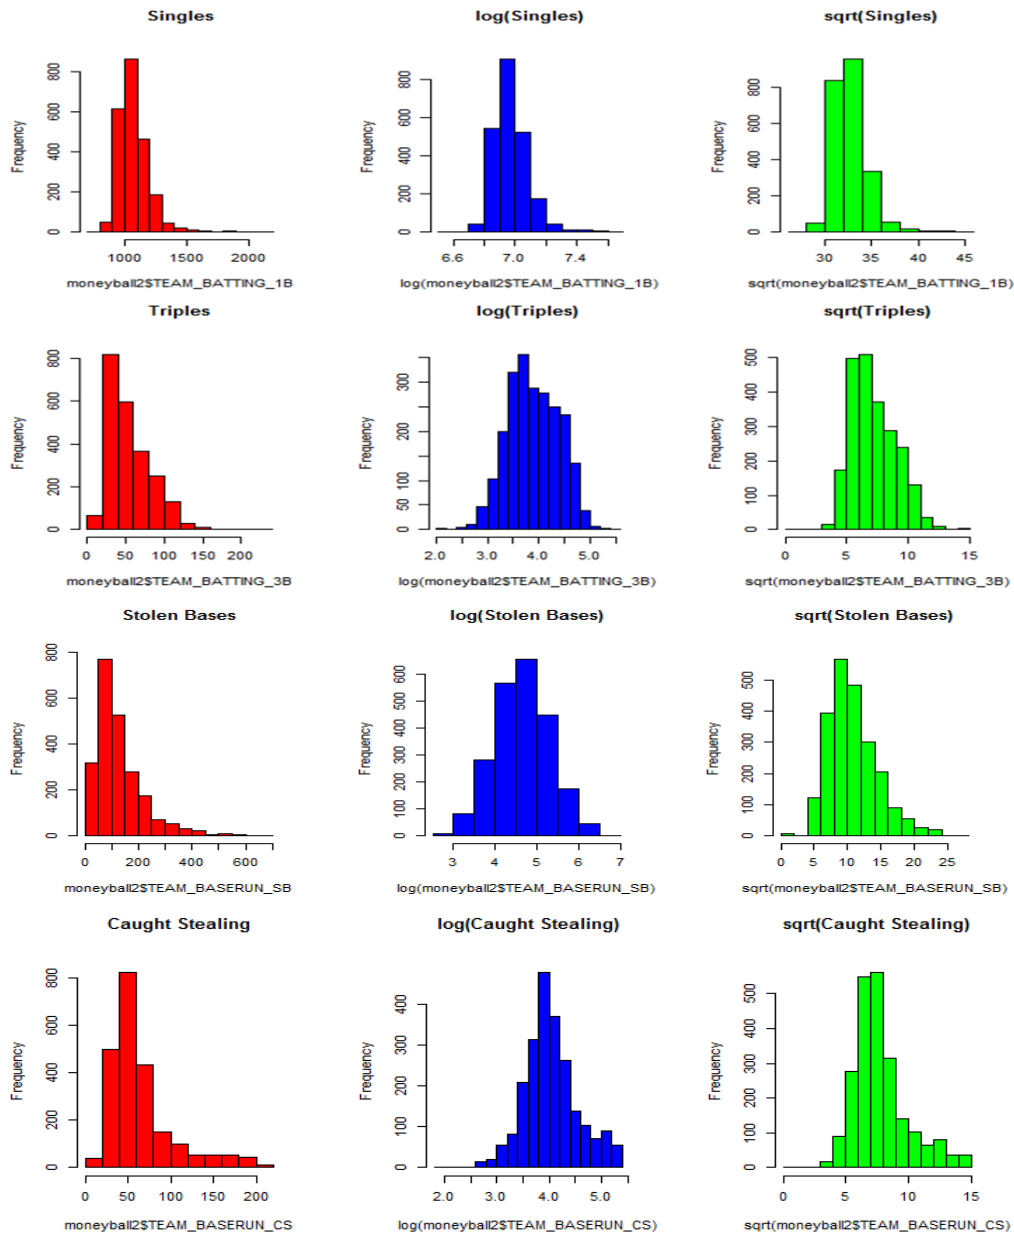 Singles
log(Singles)
sqrt(Singles)
Frequency
0 200 400 600 800
1000 1500 2000
moneyball2$TEAM_BATTING_1B
Frequency
0 200 400 600 800
6.6 7.0 7.4
log(moneyball2$TEAM_BATTING_1B)
Frequency
0 200 400 600 800
30 35 40 45
sqrt(moneyball2$TEAM_BATTING_1B)
Triples
log(Triples)
sqrt(Triples)
Frequency
0 200 400 600 800
0 50 100 150 200
moneyball2$TEAM_BATTING_3B
Frequency
0 50 100 200 300
2.0 3.0 4.0 5.0
log(moneyball2$TEAM_BATTING_3B)
Frequency
0 100 200 300 400 500
0 5 10 15
sqrt(moneyball2$TEAM_BATTING_3B)
Stolen Bases
log(Stolen Bases)
sqrt(Stolen Bases)
Frequency
0 200 400 600 800
0 200 400 600
moneyball2$TEAM_BASERUN_SB
Frequency
0 100 200 300 400 500 600
3 4 5 6 7
log(moneyball2$TEAM_BASERUN_SB)
Frequency
0 100 200 300 400 500
0 5 10 15 20 25
sqrt(moneyball2$TEAM_BASERUN_SB)
Caught Stealing
log(Caught Stealing)
sqrt(Caught Stealing)
Frequency
0 200 400 600 800
0 50 100 150 200
moneyball2$TEAM_BASERUN_CS
Frequency
0 100 200 300 400
2.0 3.0 4.0 5.0
log(moneyball2$TEAM_BASERUN_CS)
Frequency
0 100 200 300 400 500
0 5 10 15
sqrt(moneyball2$TEAM_BASERUN_CS)